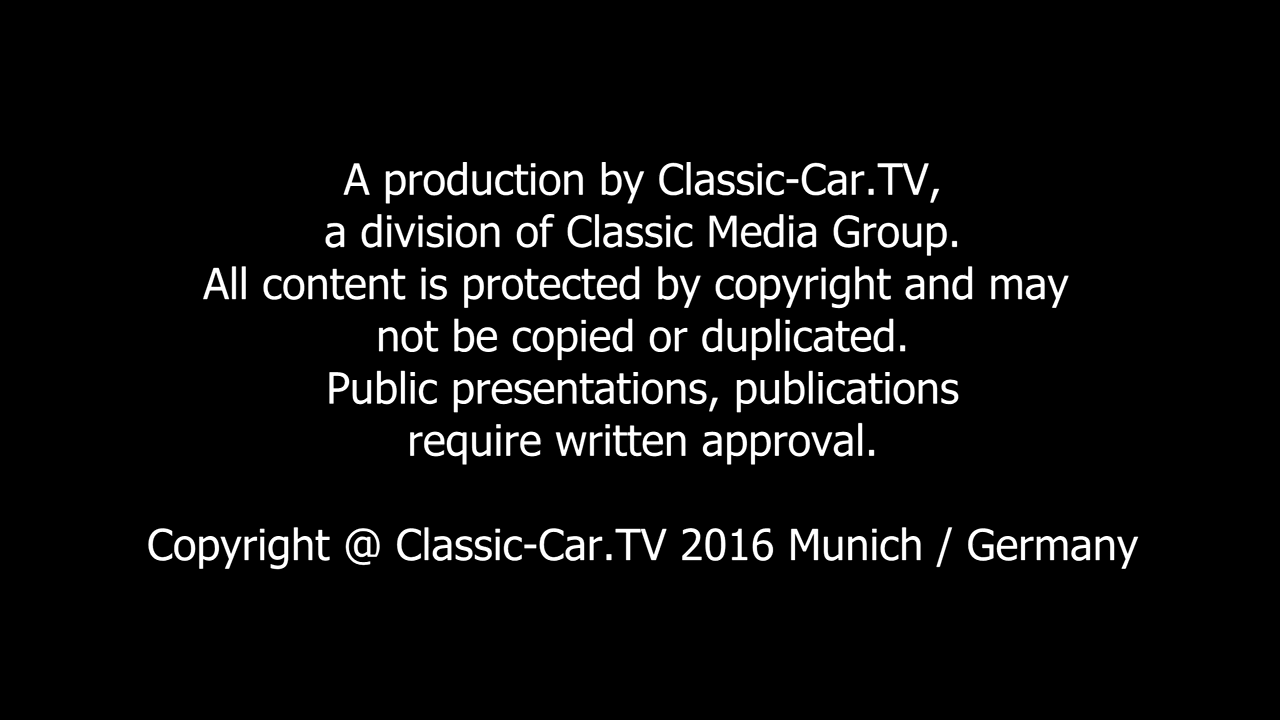 A production by Classic-Car.TV,
a division of Classic Media Group.
All content is protected by copyright and may
not be copied or duplicated.
Public presentations, publications
require written approval.
Copyright @ Classic-Car.TV 2016 Munich / Germany